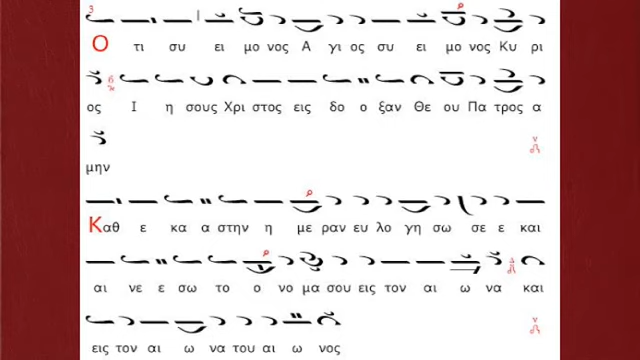 Ο τι συ ει μο νος Α γι ος συ ει μο νος Κυ ρι
ος Ι η σους Χρι στος εις δο ο ξαν Θε ου Πα τρος α
μην
Καθ ε κα α στην η με ραν ευ λο γη σω σε ε και
αι νε ε σω το ο νο μα σου εις τον αι ω να και
εις τον αι ω να του αι ω νος